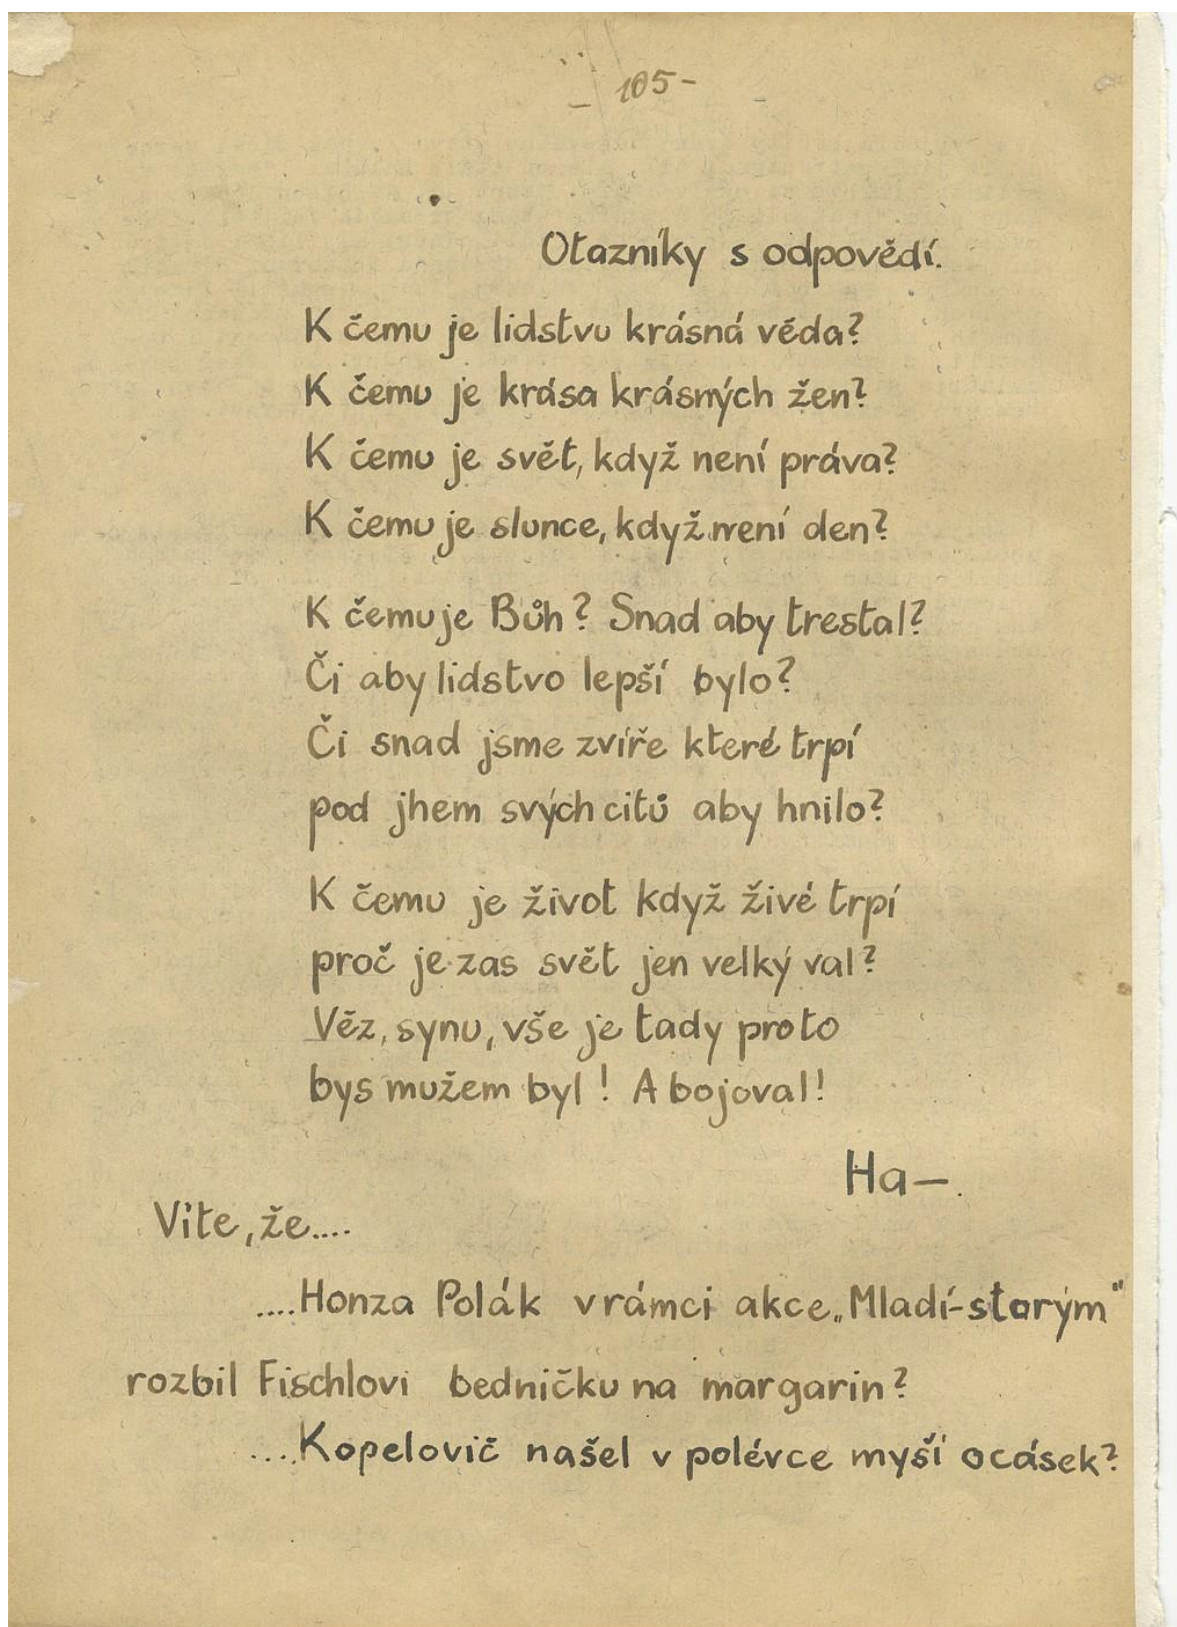 - 105 -
Otazníky s odpovědí.
K čemu je lidstvu krásná věda?
K čemu je krása krásných žen?
K čemu je svět, když není práva?
K čemu je slunce, když není den?
K čemu je Bůh? Snad aby trestal?
Či aby lidstvo lepší bylo?
Či snad jsme zvíře které trpí
pod jhem svých citů aby hnilo?
K čemu je život když živé trpí
proč je zas svět jen velký val?
Věz, synu, vše je tady proto
bys mužem byl! A bojoval!
Ha—.
Víte, že....
....Honza Polák v rámci akce „Mladí-starým"
rozbil Fischlovi bedničku na margarin?
....Kopelovič našel v polévce myší ocásek?